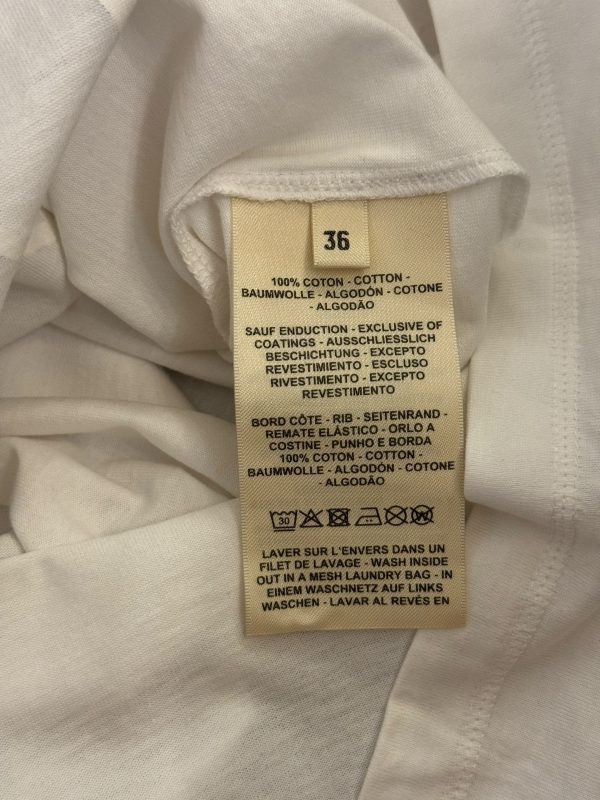 36
100% COTON - COTTON -
BAUMWOLLE - ALGODÓN - COTONE
- ALGODÃO
SAUF ENDUCTION - EXCLUSIVE OF
COATINGS - AUSSCHLIESSLICH
BESCHICHTUNG - EXCEPTO
REVESTIMIENTO - ESCLUSO
RIVESTIMENTO - EXCEPTO
REVESTIMENTO
BORD CÔTE - RIB - SEITENRAND -
REMATE ELÁSTICO - ORLO A
COSTINE - PUNHO E BORDA
100% COTON - COTTON -
BAUMWOLLE - ALGODÓN - COTONE
- ALGODÃO
30 W
LAVER SUR L'ENVERS DANS UN
FILET DE LAVAGE - WASH INSIDE
OUT IN A MESH LAUNDRY BAG - IN
EINEM WASCHNETZ AUF LINKS
WASCHEN - LAVAR AL REVÉS EN